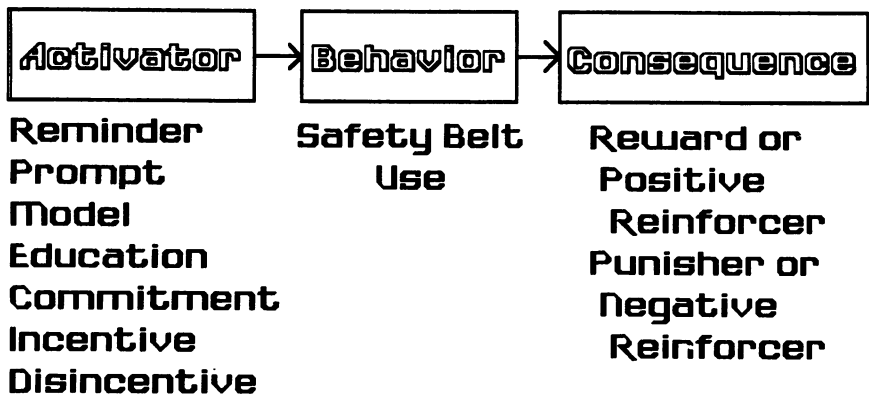 Activator
Behavior
Consequence
Reminder
Prompt
Model
Education
Commitment
Incentive
Disincentive
Safety Belt
Use
Reward or
Positive
Reinforcer
Punisher or
Negative
Reinforcer